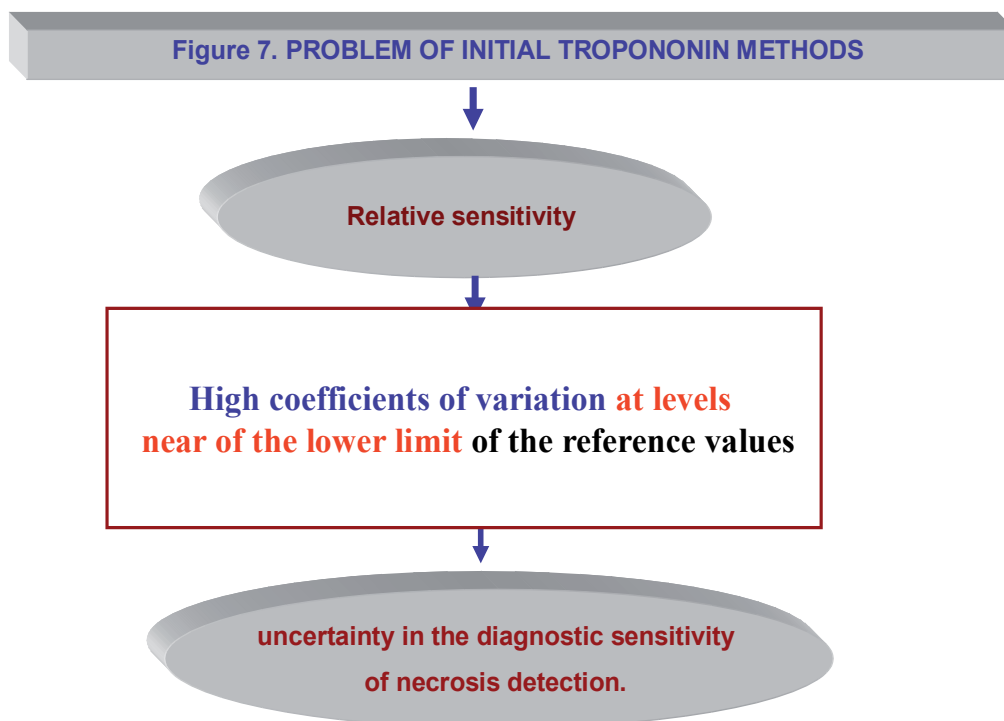 Figure 7. PROBLEM OF INITIAL TROPONONIN METHODS
Relative sensitivity
High coefficients of variation at levels
near of the lower limit of the reference values
uncertainty in the diagnostic sensitivity
of necrosis detection.